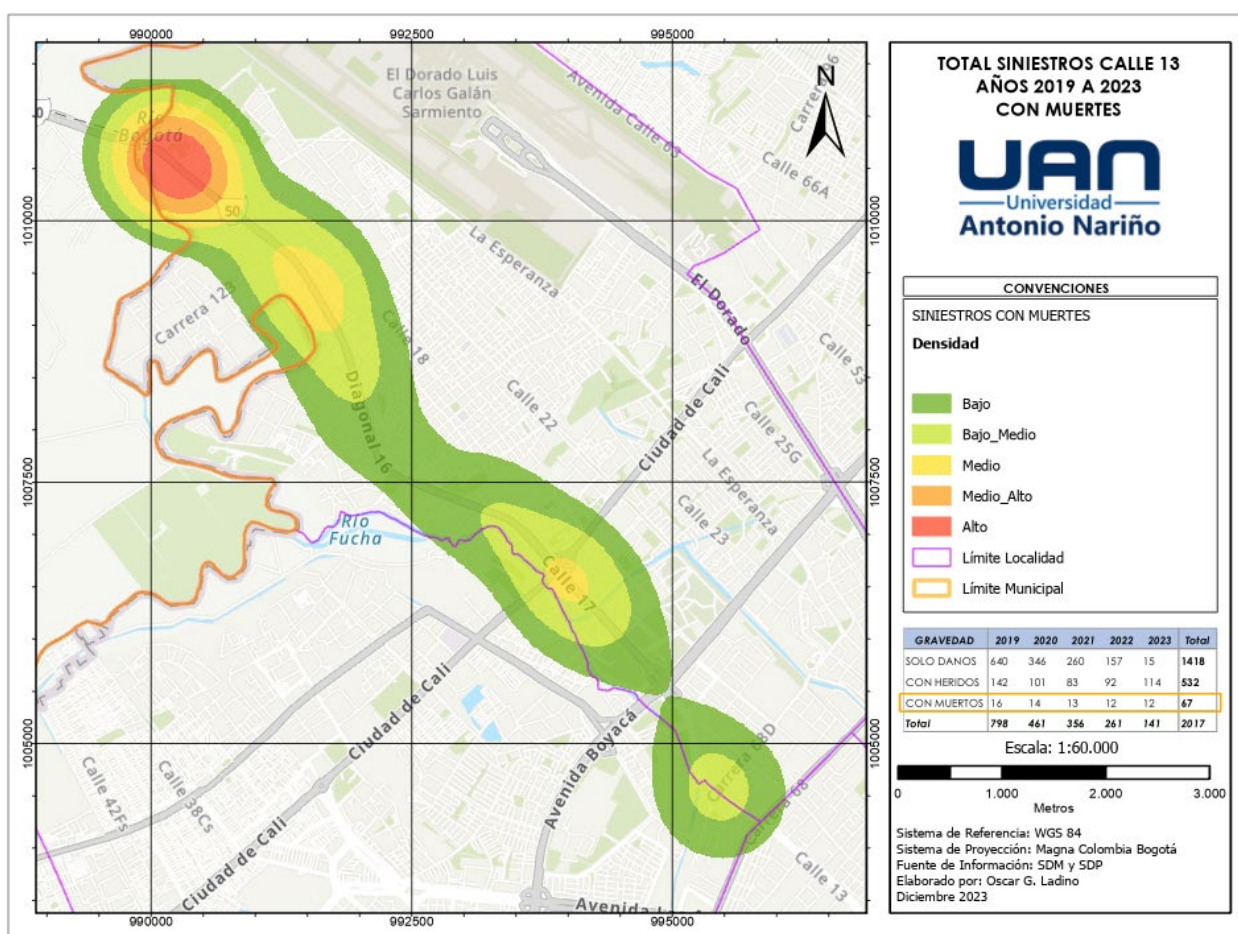 990000 992500 995000
1010000
1007500
1005000
990000 992500 995000
1010000
1007500
1005000
El Dorado Luis
Carlos Galán
Sarmiento
Avenida Calle 63
Calle 66A
N
Río
Bogotá
50
La Esperanza
El Dorado
Carrera 128
Calle 18
Calle 53
Calle 22
Ciudad de Cali
Calle 25G
Diagonal 16
La Esperanza
Calle 23
Río
Fucha
Calle 17
Ciudad de Cali
Avenida Boyacá
Carrera 68D
Carrera 68
Calle 42Fs
Calle 38Cs
Ciudad de Cali
Calle 13
TOTAL SINIESTROS CALLE 13
AÑOS 2019 A 2023
CON MUERTES
UAN
Universidad
Antonio Nariño
CONVENCIONES
SINIESTROS CON MUERTES
Densidad
Bajo
Bajo_Medio
Medio
Medio_Alto
Alto
Límite Localidad
Límite Municipal
GRAVEDAD 2019 2020 2021 2022 2023 Total
SOLO DANOS 640 346 260 157 15 1418
CON HERIDOS 142 101 83 92 114 532
CON MUERTOS 16 14 13 12 12 67
Total 798 461 356 261 141 2017
Escala: 1:60.000
0 1.000 2.000 3.000
Metros
Sistema de Referencia: WGS 84
Sistema de Proyección: Magna Colombia Bogotá
Fuente de Información: SDM y SDP
Elaborado por: Oscar G. Ladino
Diciembre 2023